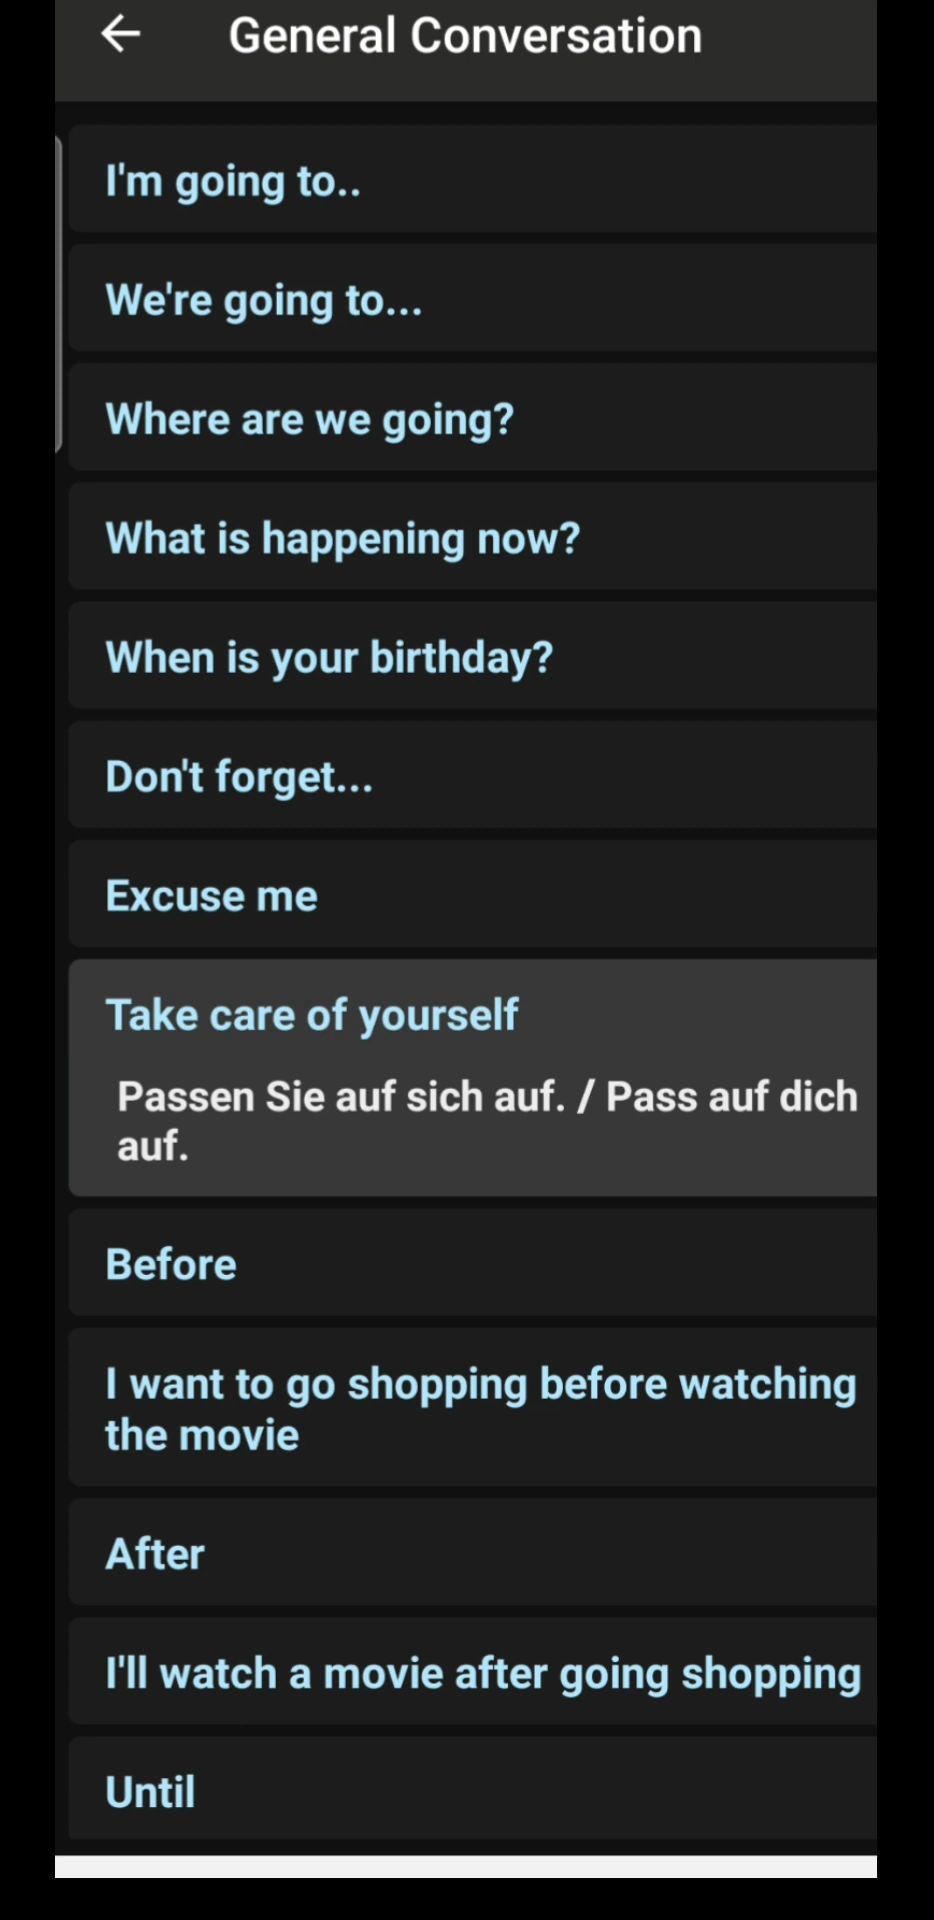 General Conversation
I'm going to..
We're going to...
Where are we going?
What is happening now?
When is your birthday?
Don't forget...
Excuse me
Take care of yourself
Passen Sie auf sich auf. / Pass auf dich
auf.
Before
I want to go shopping before watching
the movie
After
I'll watch a movie after going shopping
Until